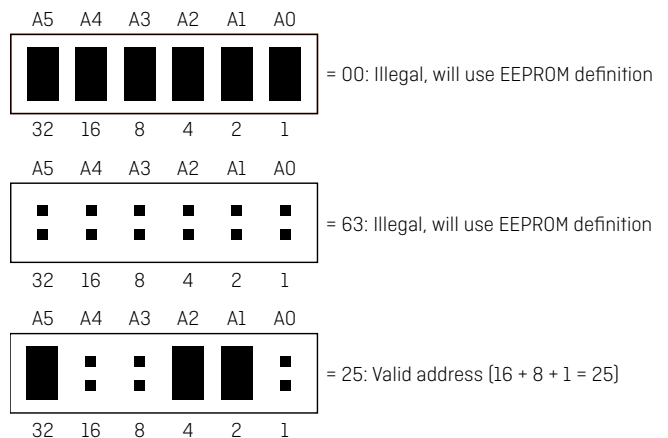 A5 A4 A3 A2 A1 A0
= 00: Illegal, will use EEPROM definition
32 16 8 4 2 1
A5 A4 A3 A2 A1 A0
= 63: Illegal, will use EEPROM definition
32 16 8 4 2 1
A5 A4 A3 A2 A1 A0
= 25: Valid address (16 + 8 + 1 = 25)
32 16 8 4 2 1